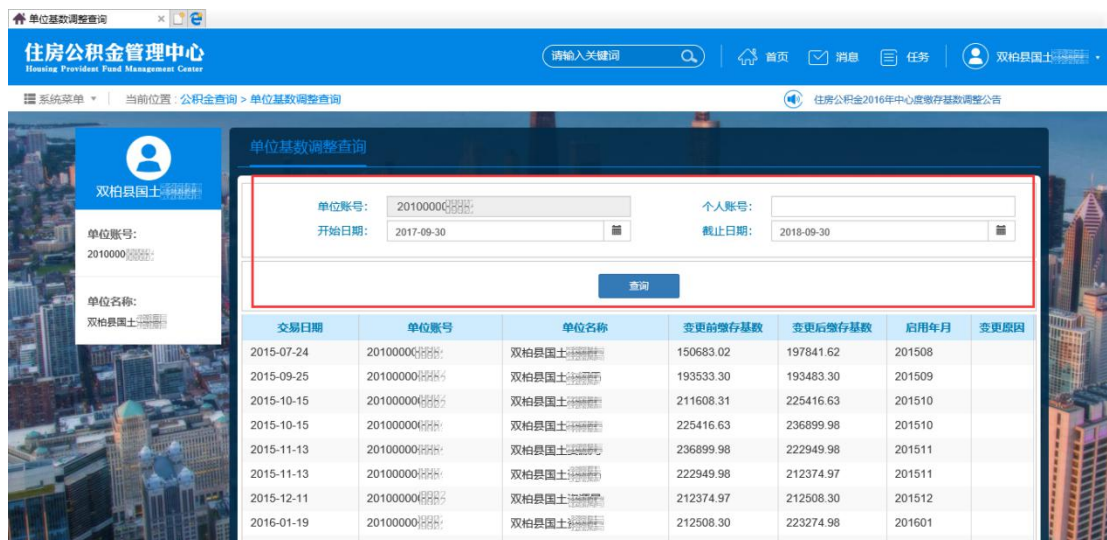 单位基数调整查询
住房公积金管理中心
Housing Provident Fund Management Center
请输入关键词
首页
消息
任务
双柏县国土
系统菜单
当前位置：公积金查询 > 单位基数调整查询
住房公积金2016年中心度缴存基数调整公告
双柏县国土
单位账号：
2010000
单位名称：
双柏县国土
单位基数调整查询
单位账号： 20100000 个人账号：
开始日期： 2017-09-30 截止日期： 2018-09-30
查询
交易日期 单位账号 单位名称 变更前缴存基数 变更后缴存基数 启用年月 变更原因
2015-07-24 20100000 双柏县国土 150683.02 197841.62 201508
2015-09-25 20100000 双柏县国土 193533.30 193483.30 201509
2015-10-15 20100000 双柏县国土 211608.31 225416.63 201510
2015-10-15 20100000 双柏县国土 225416.63 236899.98 201510
2015-11-13 20100000 双柏县国土 236899.98 222949.98 201511
2015-11-13 20100000 双柏县国土 222949.98 212374.97 201511
2015-12-11 20100000 双柏县国土 212374.97 212508.30 201512
2016-01-19 20100000 双柏县国土 212508.30 223274.98 201601